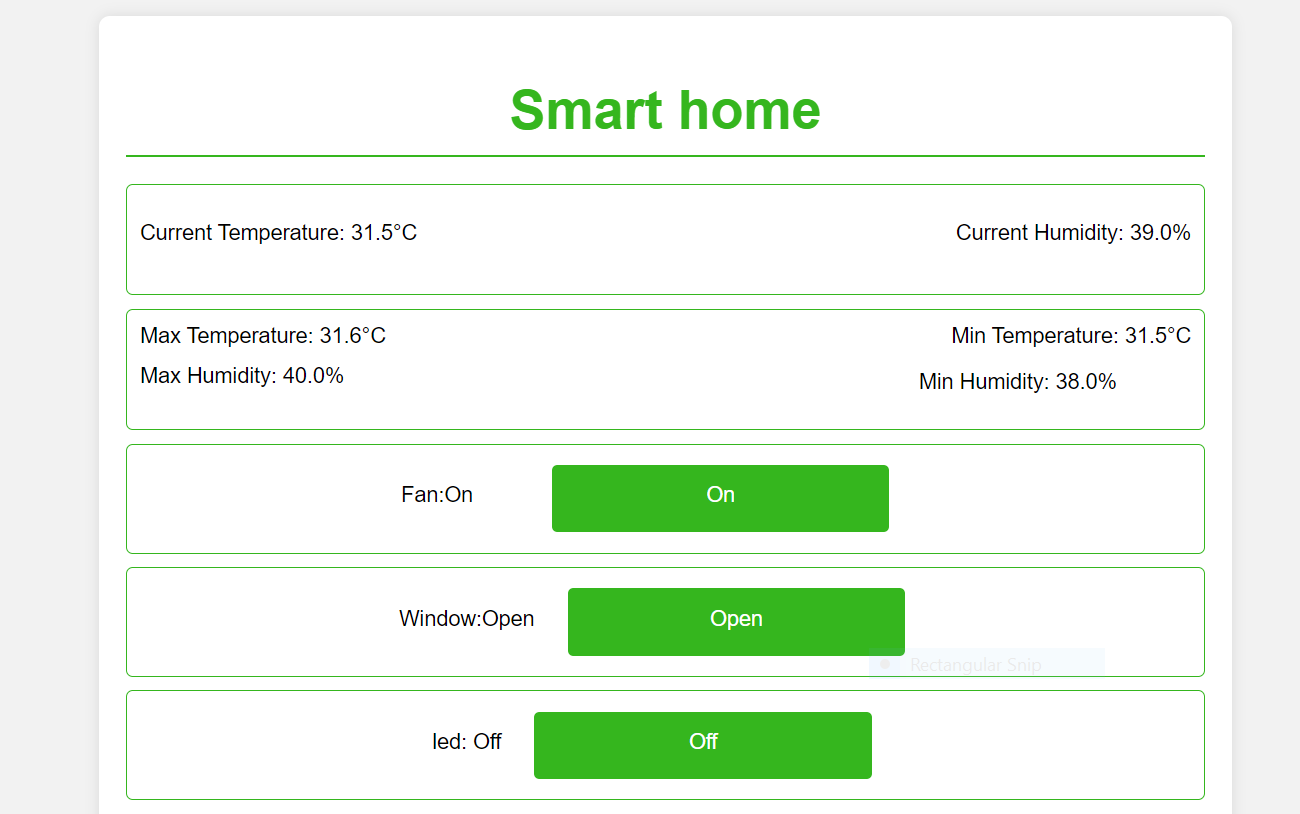 Smart home
Current Temperature: 31.5°C Current Humidity: 39.0%
Max Temperature: 31.6°C Min Temperature: 31.5°C
Max Humidity: 40.0% Min Humidity: 38.0%
Fan:On On
Window:Open Open
Rectangular Snip
led: Off Off